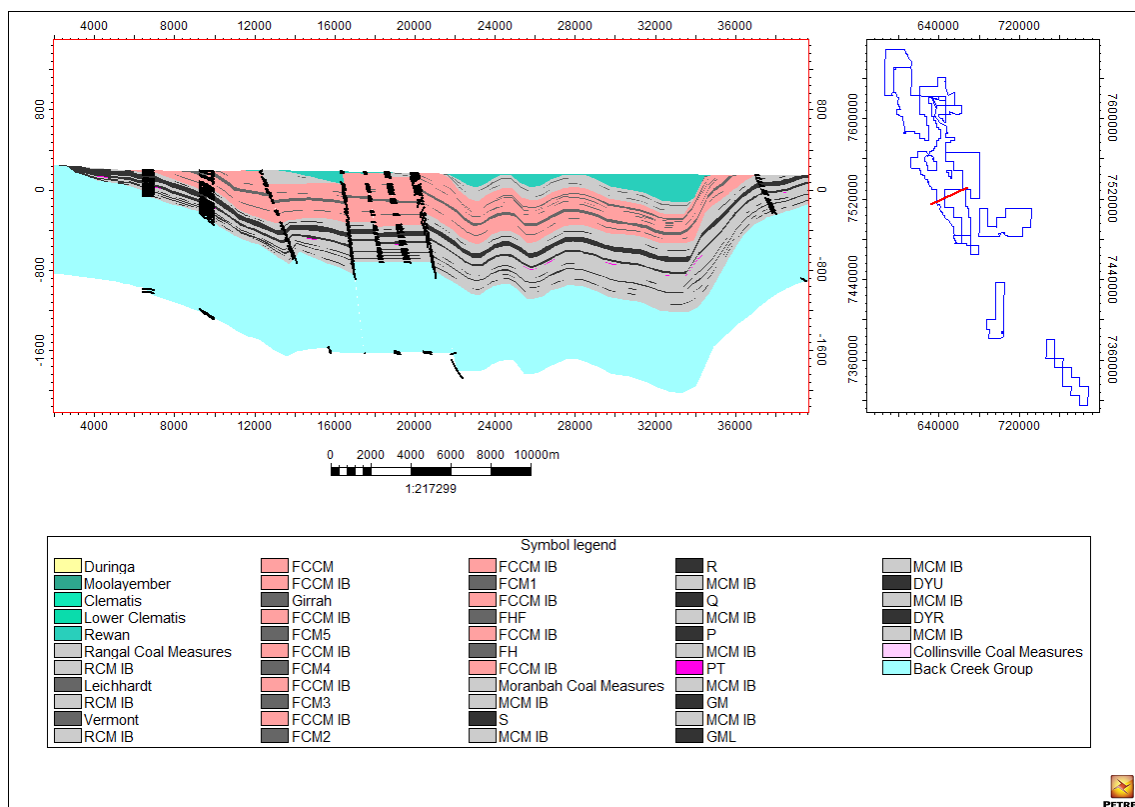 4000 8000 12000 16000 20000 24000 28000 32000 36000
640000 720000
800
0
-800
-1600
800
0
-800
-1600
7600000
7520000
7440000
7360000
7600000
7520000
7440000
7360000
4000 8000 12000 16000 20000 24000 28000 32000 36000
640000 720000
0 2000 4000 6000 8000 10000m
1:217299
Symbol legend
Duringa
Moolayember
Clematis
Lower Clematis
Rewan
Rangal Coal Measures
RCM IB
Leichhardt
RCM IB
Vermont
RCM IB
FCCM
FCCM IB
Girrah
FCCM IB
FCM5
FCCM IB
FCM4
FCCM IB
FCM3
FCCM IB
FCM2
FCCM IB
FCM1
FCCM IB
FHF
FCCM IB
FH
FCCM IB
Moranbah Coal Measures
MCM IB
S
MCM IB
R
MCM IB
Q
MCM IB
P
MCM IB
PT
MCM IB
GM
MCM IB
GML
MCM IB
DYU
MCM IB
DYR
MCM IB
Collinsville Coal Measures
Back Creek Group